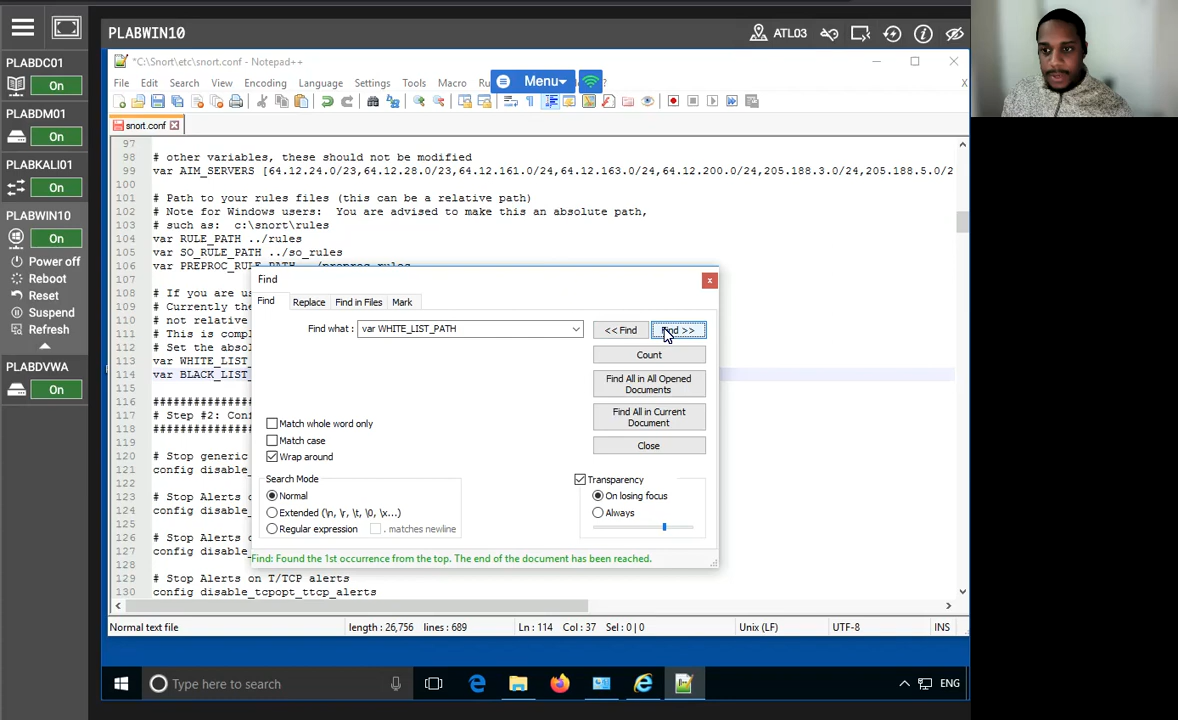 PLABWIN10
ATL03
PLABDC01
On
PLABDM01
On
PLABKALI01
On
PLABWIN10
On
Power off
Reboot
Reset
Suspend
Refresh
PLABDVWA
On
*C:\Snort\etc\snort.conf - Notepad++
File Edit Search View Encoding Language Settings Tools Macro
Menu
snort.conf
97
98 # other variables, these should not be modified
99 var AIM_SERVERS [64.12.24.0/23,64.12.28.0/23,64.12.161.0/24,64.12.163.0/24,64.12.200.0/24,205.188.3.0/24,205.188.5.0/2
100
101 # Path to your rules files (this can be a relative path)
102 # Note for Windows users: You are advised to make this an absolute path,
103 # such as: c:\snort\rules
104 var RULE_PATH ../rules
105 var SO_RULE_PATH ../so_rules
106 var PREPROC_RULE_PATH ../preproc_rules
107
108 # If you are us
109 # Currently the
110 # not relative
111 # This is compl
112 # Set the absol
113 var WHITE_LIST
114 var BLACK_LIST
115
116
117 # Step #2: Conf
118
119
120 # Stop generic
121 config disable_
122
123 # Stop Alerts o
124 config disable_
125
126 # Stop Alerts o
127 config disable_
128
129 # Stop Alerts on T/TCP alerts
130 config disable_tcpopt_ttcp_alerts
Find
x
Find Replace Find in Files Mark
Find what : var WHITE_LIST_PATH
<< Find
Find >>
Count
Find All in All Opened
Documents
Find All in Current
Document
Close
Match whole word only
Match case
Wrap around
Search Mode
Normal
Extended (\n, \r, \t, \0, \x...)
Regular expression
. matches newline
Transparency
On losing focus
Always
Find: Found the 1st occurrence from the top. The end of the document has been reached.
Normal text file length : 26,756 lines : 689 Ln : 114 Col : 37 Sel : 0 | 0 Unix (LF) UTF-8 INS
Type here to search
ENG